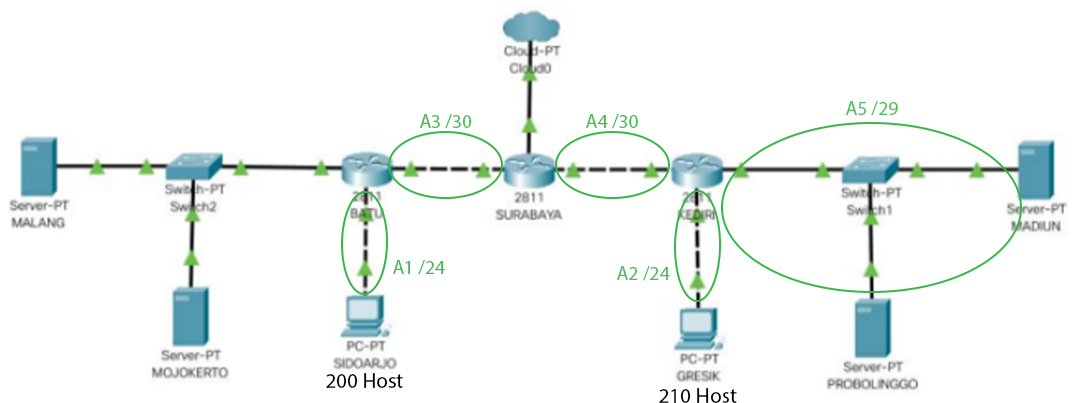 Cloud-PT
Cloud0
A3 /30
A4 /30
A5 /29
Server-PT
MALANG
Switch-PT
Switch2
2811
BATU
2811
SURABAYA
2811
KEDIRI
Switch-PT
Switch1
Server-PT
MADIUN
A1 /24
A2 /24
Server-PT
MOJOKERTO
PC-PT
SIDOARJO
200 Host
PC-PT
GRESIK
210 Host
Server-PT
PROBOLINGGO